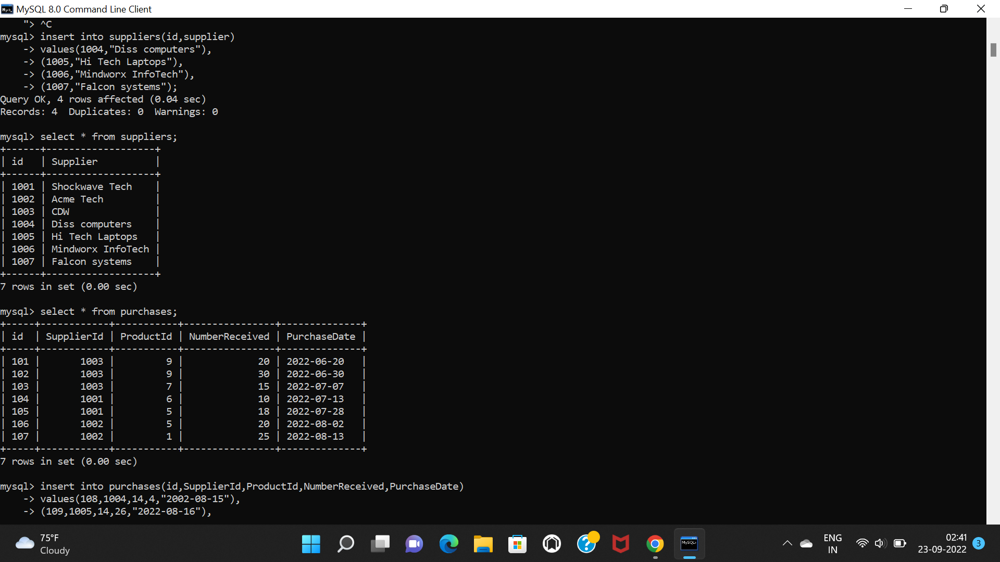 MySQL 8.0 Command Line Client
"> ^C
mysql> insert into suppliers(id,supplier)
    -> values(1004,"Diss computers"),
    -> (1005,"Hi Tech Laptops"),
    -> (1006,"Mindworx InfoTech"),
    -> (1007,"Falcon systems");
Query OK, 4 rows affected (0.04 sec)
Records: 4  Duplicates: 0  Warnings: 0
mysql> select * from suppliers;
+------+-------------------+
| id   | Supplier          |
+------+-------------------+
| 1001 | Shockwave Tech    |
| 1002 | Acme Tech         |
| 1003 | CDW               |
| 1004 | Diss computers    |
| 1005 | Hi Tech Laptops   |
| 1006 | Mindworx InfoTech |
| 1007 | Falcon systems    |
+------+-------------------+
7 rows in set (0.00 sec)
mysql> select * from purchases;
+-----+------------+-----------+----------------+--------------+
| id  | SupplierId | ProductId | NumberReceived | PurchaseDate |
+-----+------------+-----------+----------------+--------------+
| 101 |       1003 |         9 |             20 | 2022-06-20   |
| 102 |       1003 |         9 |             30 | 2022-06-30   |
| 103 |       1003 |         7 |             15 | 2022-07-07   |
| 104 |       1001 |         6 |             10 | 2022-07-13   |
| 105 |       1001 |         5 |             18 | 2022-07-28   |
| 106 |       1002 |         5 |             20 | 2022-08-02   |
| 107 |       1002 |         1 |             25 | 2022-08-13   |
+-----+------------+-----------+----------------+--------------+
7 rows in set (0.00 sec)
mysql> insert into purchases(id,SupplierId,ProductId,NumberReceived,PurchaseDate)
    -> values(108,1004,14,4,"2002-08-15"),
    -> (109,1005,14,26,"2022-08-16"),
75°F
Cloudy
MySQL>
ENG
IN
02:41
23-09-2022
3